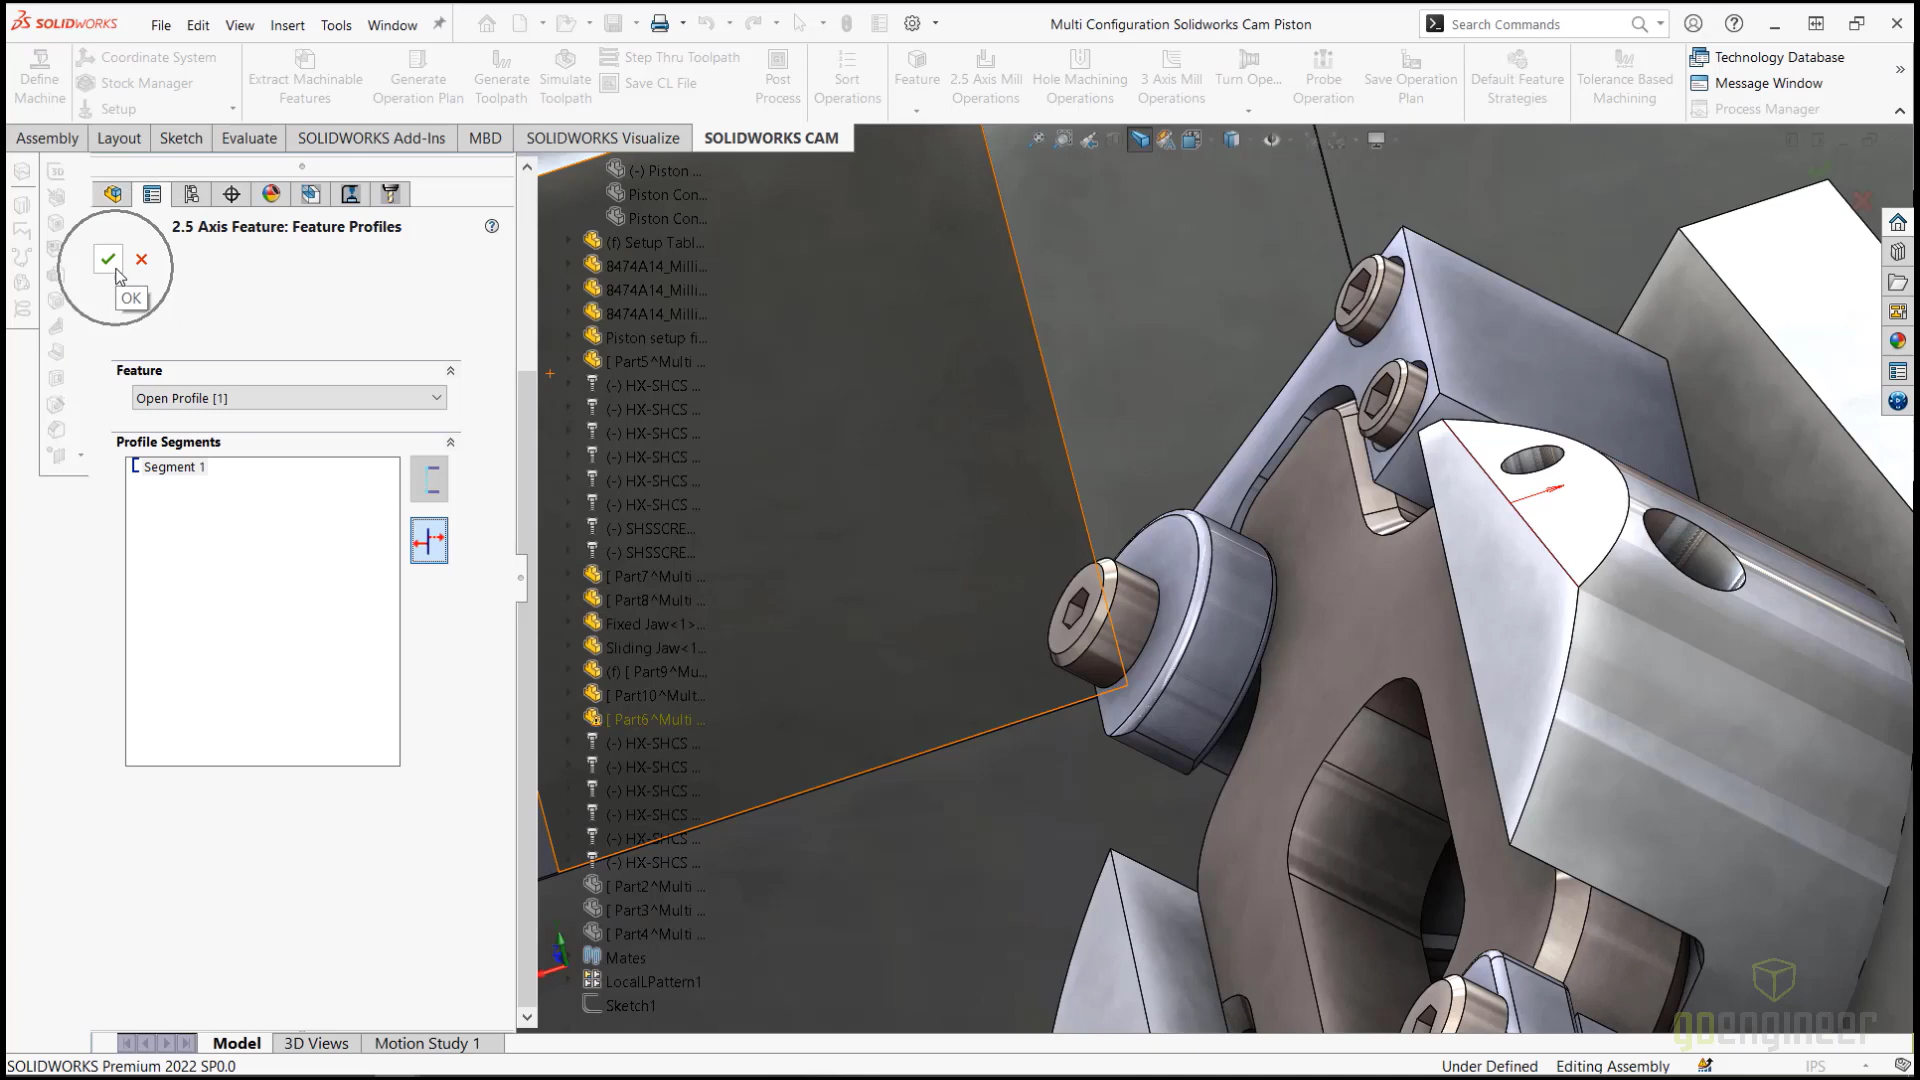 SOLIDWORKS
File
Edit
View
Insert
Tools
Window
Multi Configuration Solidworks Cam Piston
Search Commands
Define Machine
Coordinate System
Stock Manager
Setup
Extract Machinable Features
Generate Operation Plan
Generate Toolpath
Simulate Toolpath
Step Thru Toolpath
Save CL File
Post Process
Sort Operations
Feature
2.5 Axis Mill Operations
Hole Machining Operations
3 Axis Mill Operations
Turn Ope...
Probe Operation
Save Operation Plan
Default Feature Strategies
Tolerance Based Machining
Technology Database
Message Window
Process Manager
Assembly
Layout
Sketch
Evaluate
SOLIDWORKS Add-Ins
MBD
SOLIDWORKS Visualize
SOLIDWORKS CAM
2.5 Axis Feature: Feature Profiles
OK
Feature
Open Profile [1]
Profile Segments
Segment 1
(-) Piston ...
Piston Con...
Piston Con...
(f) Setup Tabl...
8474A14_Milli...
8474A14_Milli...
8474A14_Milli...
Piston setup fi...
[ Part5^Multi ...
(-) HX-SHCS ...
(-) HX-SHCS ...
(-) HX-SHCS ...
(-) HX-SHCS ...
(-) HX-SHCS ...
(-) HX-SHCS ...
(-) SHSSCRE...
(-) SHSSCRE...
[ Part7^Multi ...
[ Part8^Multi ...
Fixed Jaw<1>...
Sliding Jaw<1...
(f) [ Part9^Mu...
[ Part10^Mult...
[ Part6^Multi ...
(-) HX-SHCS ...
(-) HX-SHCS ...
(-) HX-SHCS ...
(-) HX-SHCS ...
(-) HX-SHCS ...
(-) HX-SHCS ...
[ Part2^Multi ...
[ Part3^Multi ...
[ Part4^Multi ...
Mates
LocalLPattern1
Sketch1
goengineer
Model
3D Views
Motion Study 1
SOLIDWORKS Premium 2022 SP0.0
Under Defined
Editing Assembly
IPS